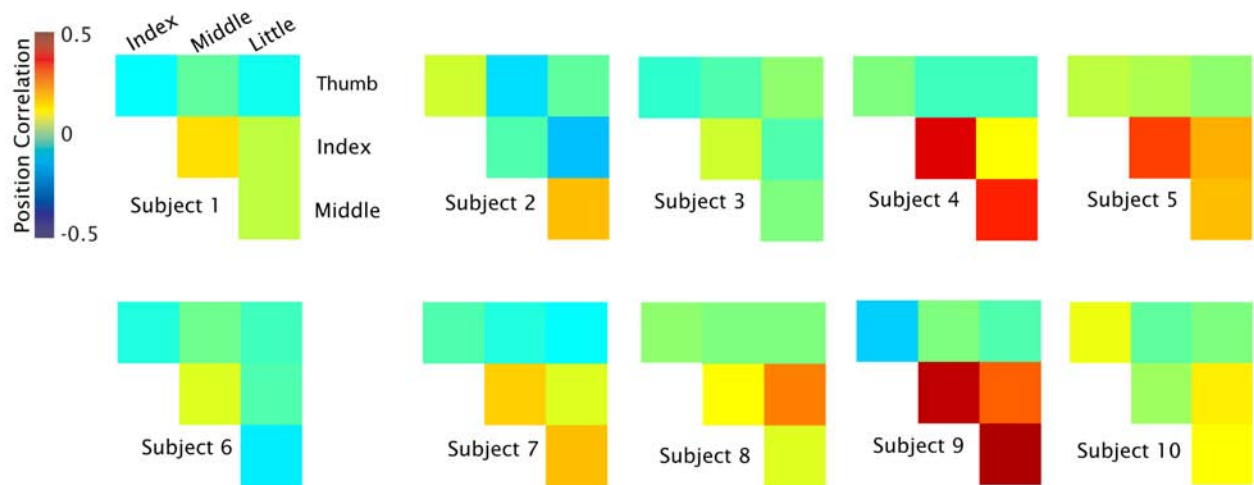 Position Correlation
0.5
0
-0.5
Index
Middle
Little
Thumb
Index
Middle
Subject 1
Subject 2
Subject 3
Subject 4
Subject 5
Subject 6
Subject 7
Subject 8
Subject 9
Subject 10